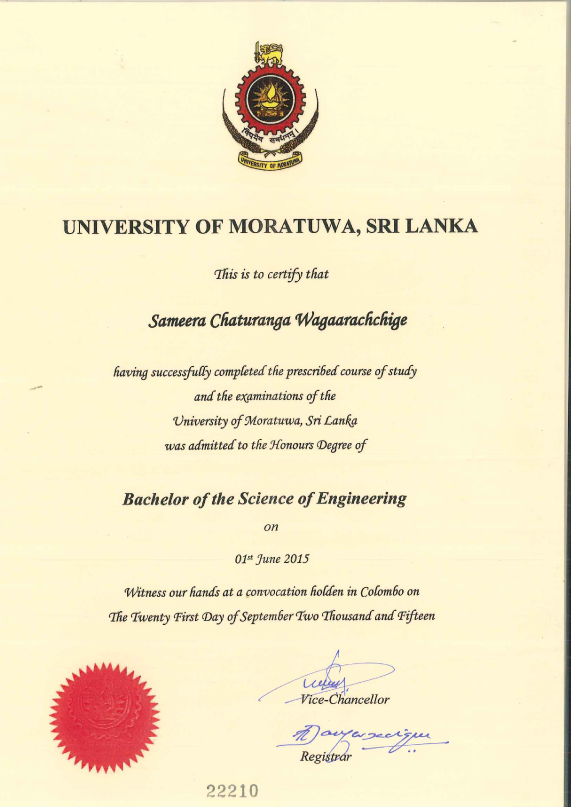 विद्ययैव सर्वधनम्।
UNIVERSITY OF MORATUWA
UNIVERSITY OF MORATUWA, SRI LANKA
This is to certify that
Sameera Chaturanga Wagaarachchige
having successfully completed the prescribed course of study
and the examinations of the
University of Moratuwa, Sri Lanka
was admitted to the Honours Degree of
Bachelor of the Science of Engineering
on
01st June 2015
Witness our hands at a convocation holden in Colombo on
The Twenty First Day of September Two Thousand and Fifteen
Vice-Chancellor
Registrar
22210